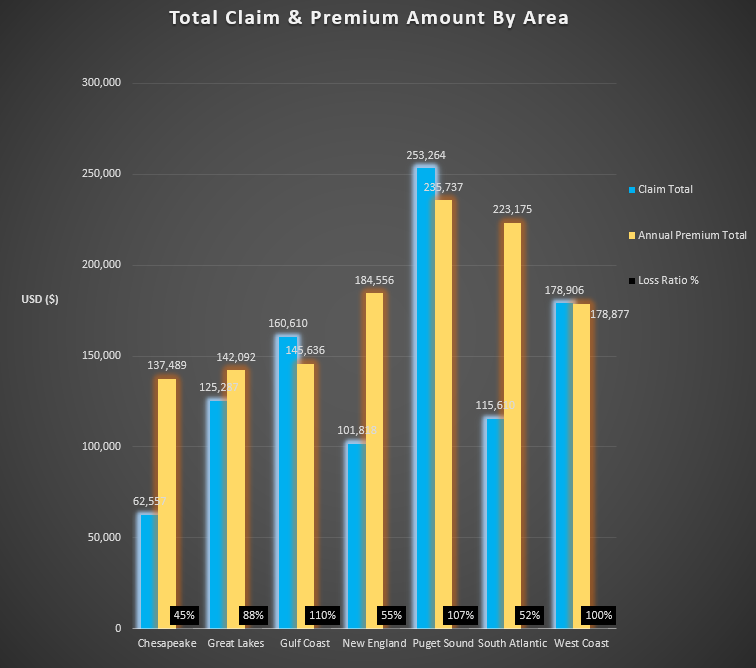 Total Claim & Premium Amount By Area
300,000
250,000
200,000
150,000
100,000
50,000
0
USD ($)
137,489
142,092
160,610
145,636
184,556
253,264
235,737
223,175
178,906
178,877
45%
88%
110%
55%
107%
52%
100%
Chesapeake
Great Lakes
Gulf Coast
New England
Puget Sound
South Atlantic
West Coast
Claim Total
Annual Premium Total
Loss Ratio %